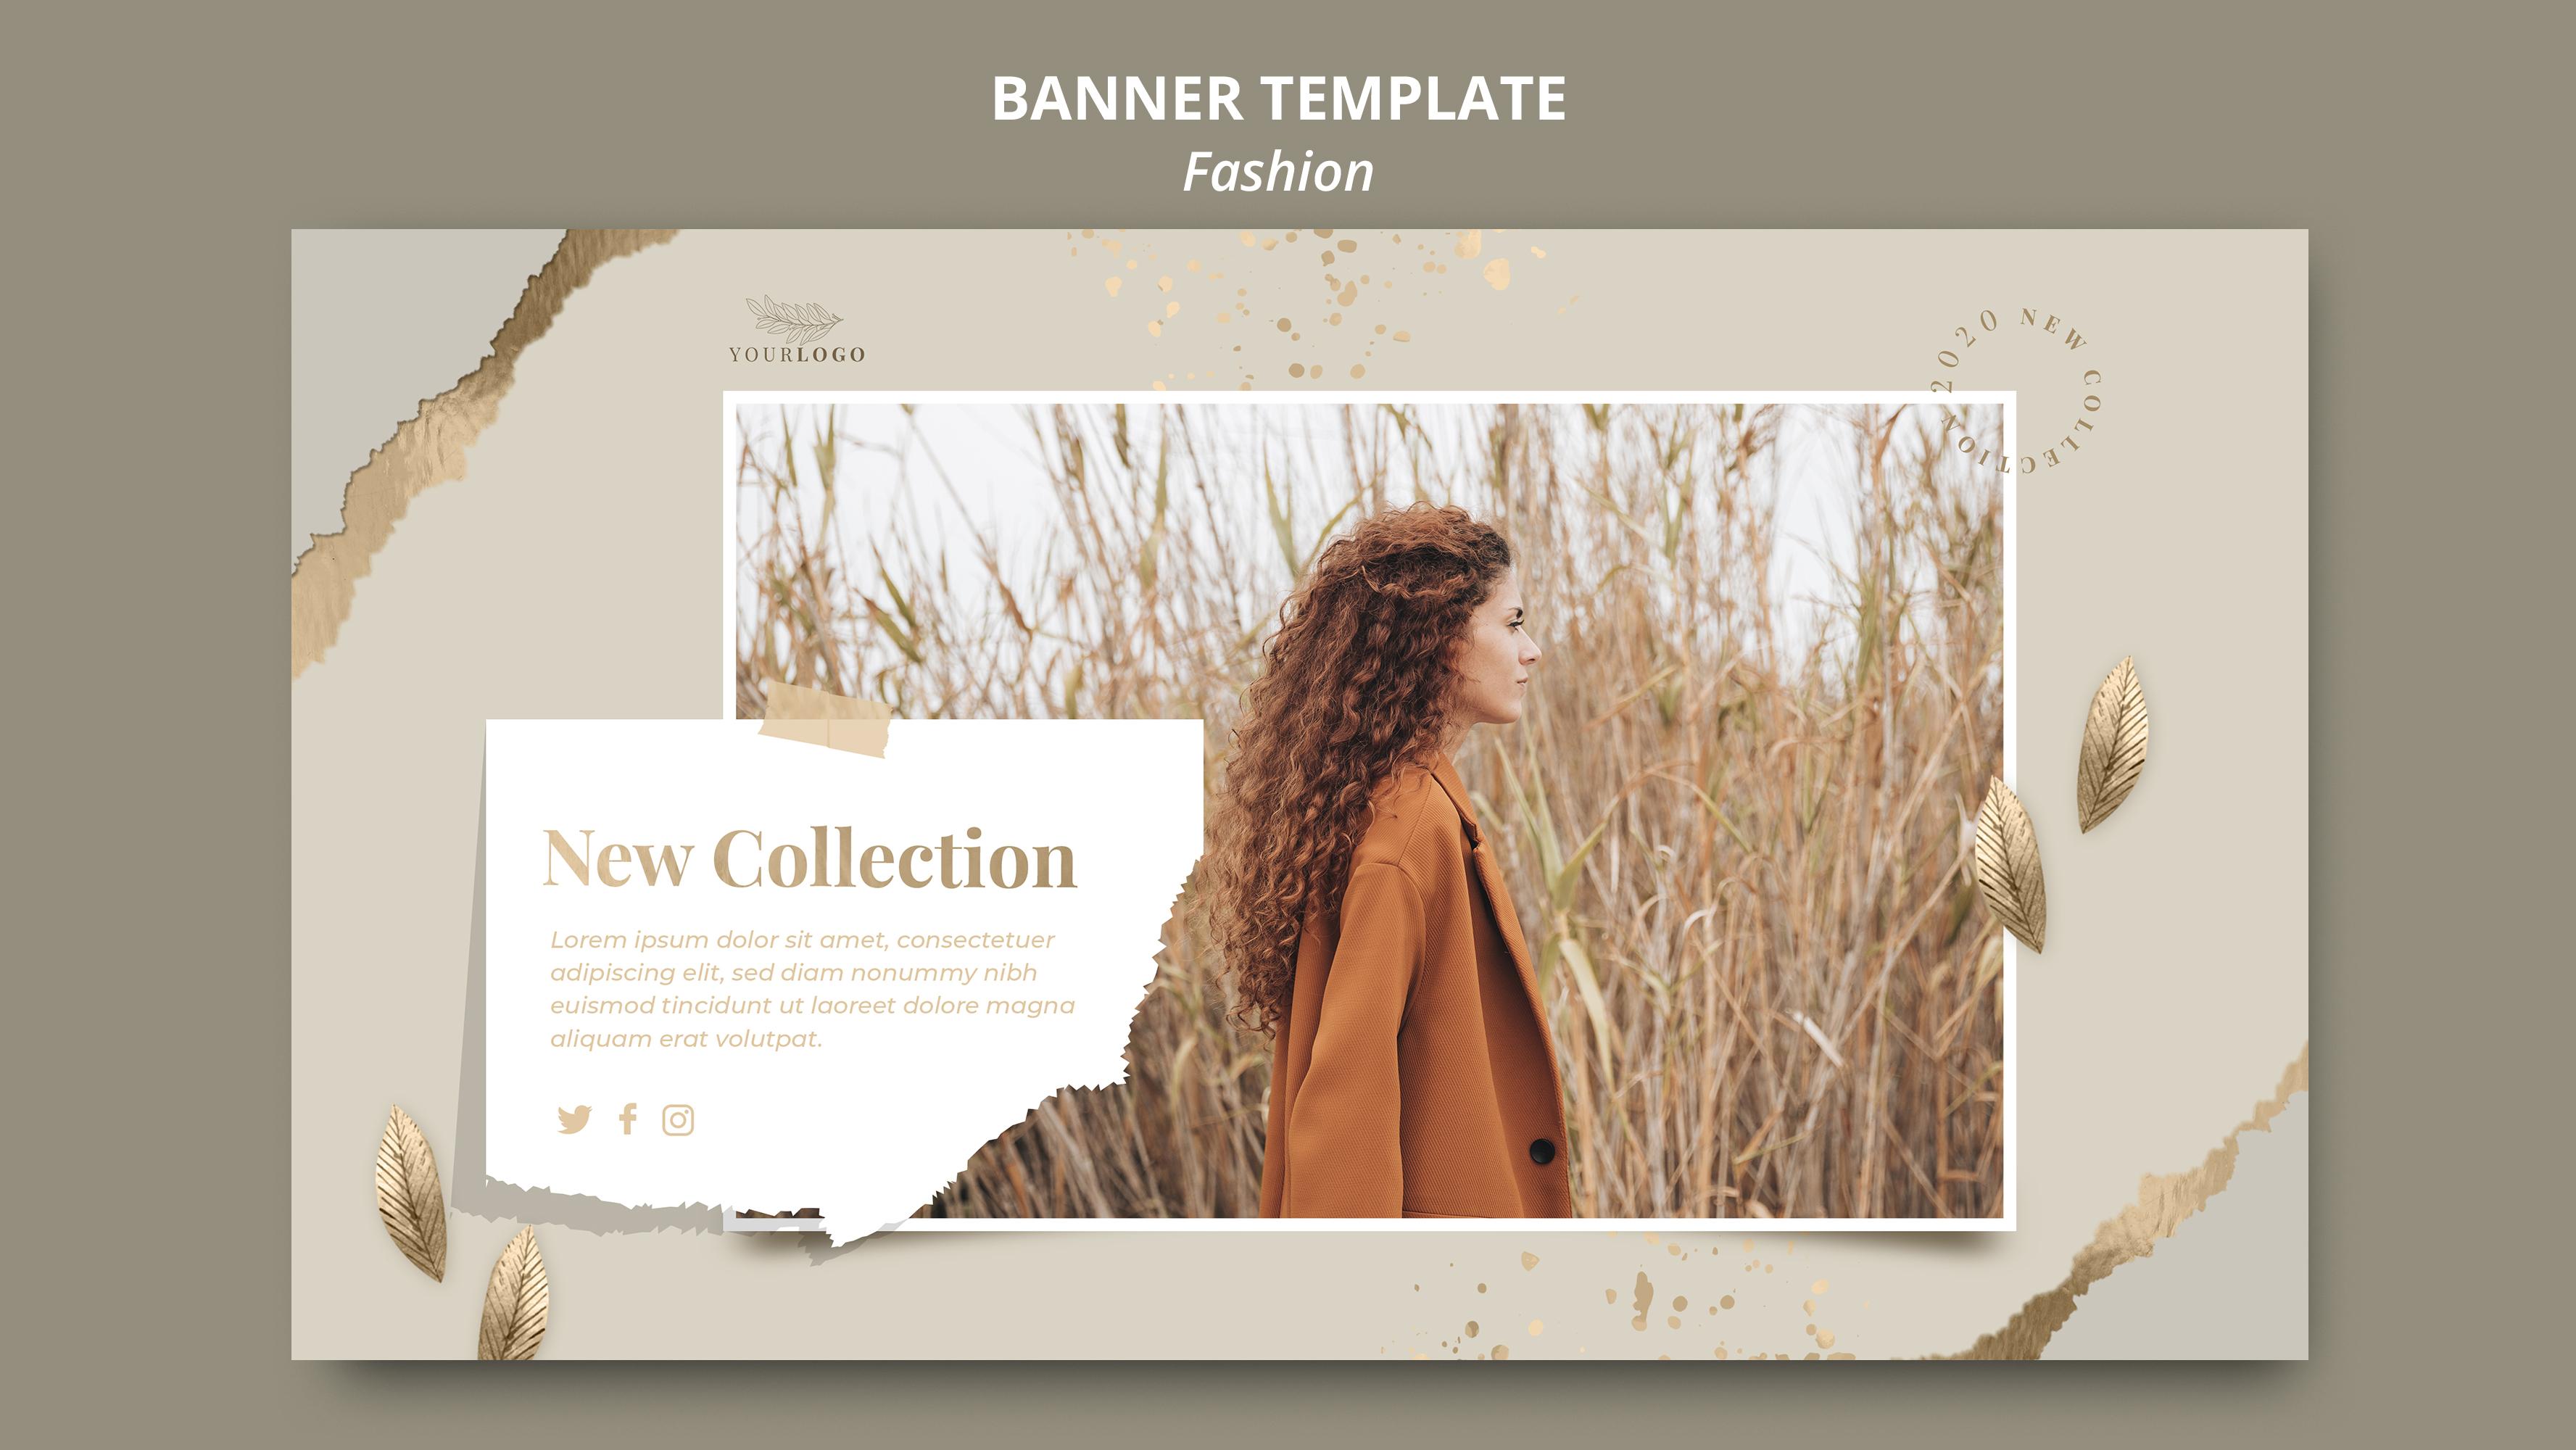 BANNER TEMPLATE
Fashion
YOURLOGO
2020 NEW COLLECTION
New Collection
Lorem ipsum dolor sit amet, consectetuer
adipiscing elit, sed diam nonummy nibh
euismod tincidunt ut laoreet dolore magna
aliquam erat volutpat.